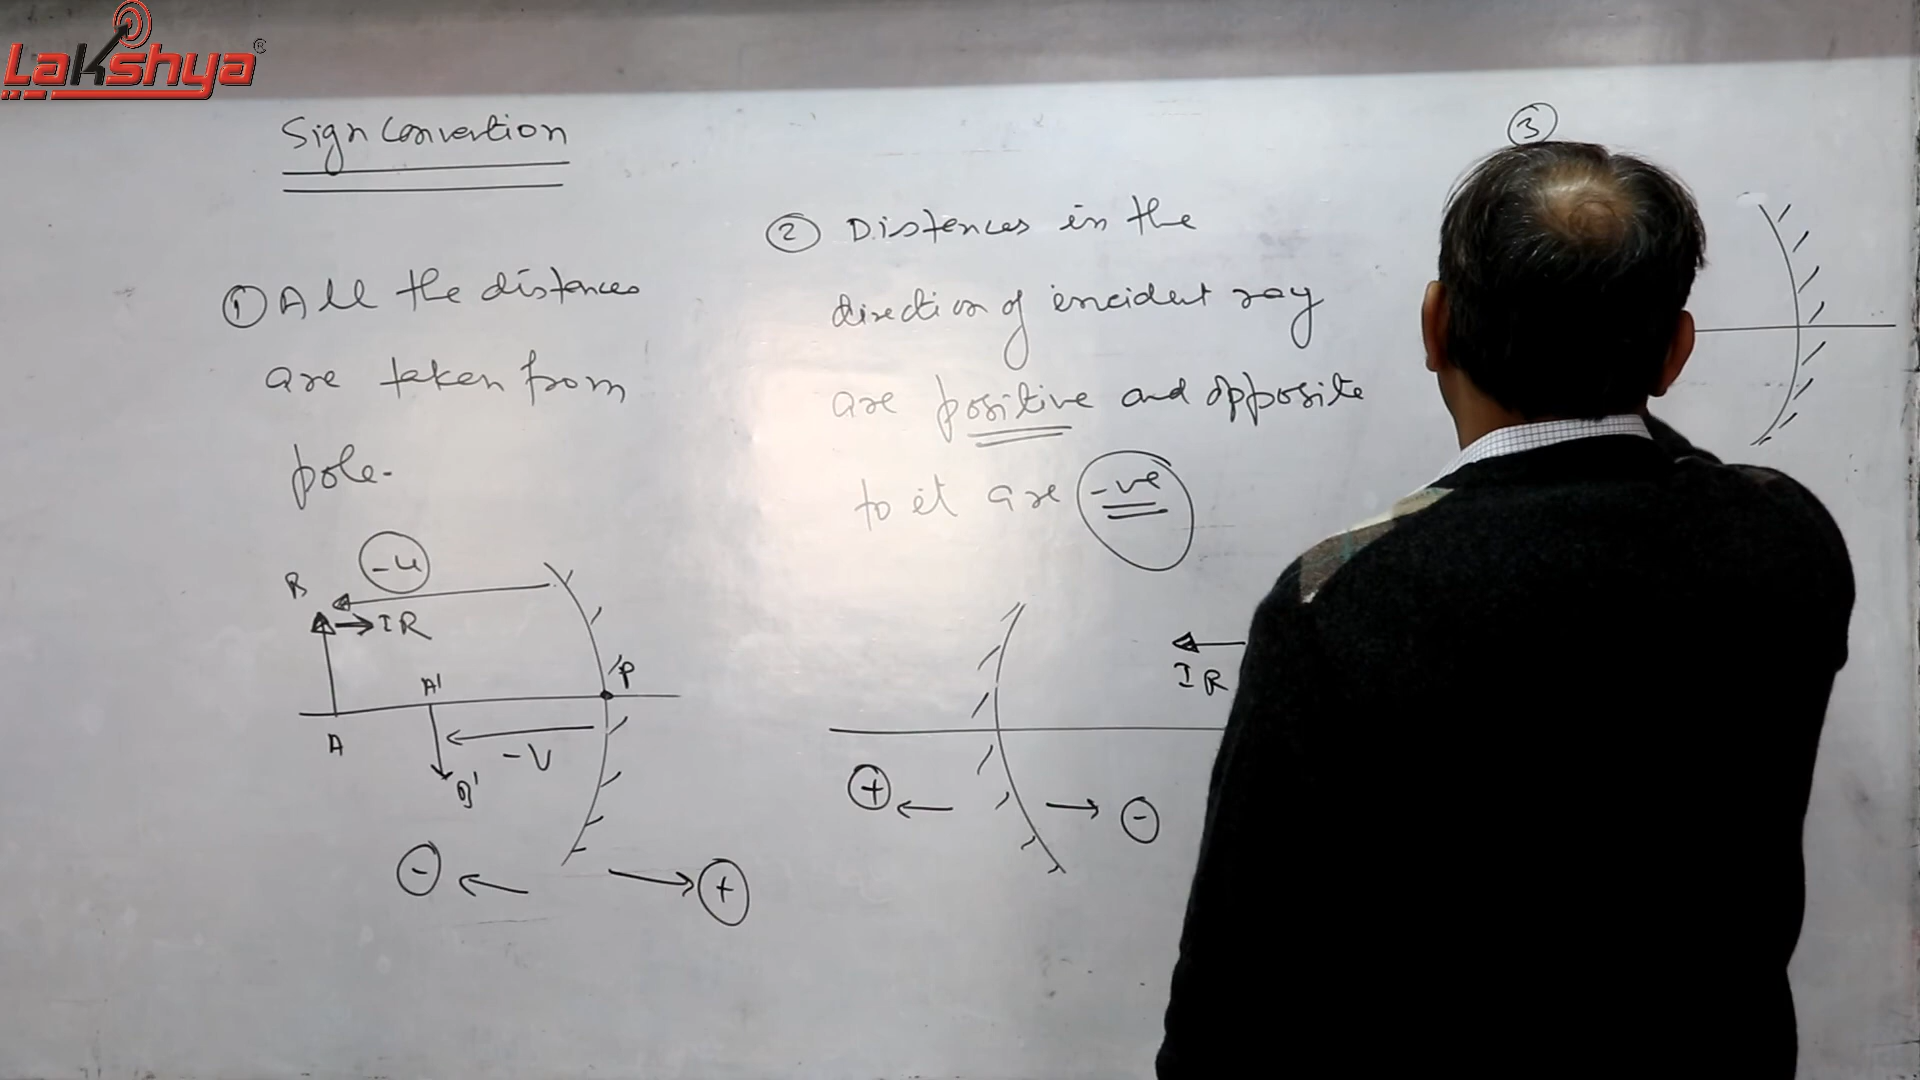 Lakshya®
Sign Convention
① All the distances
are taken from
pole.
② Distances in the
direction of incident ray
are positive and opposite
to it are -ve
③
-u
B
IR
A'
P
A
-V
B'
-
+
IR
+
-